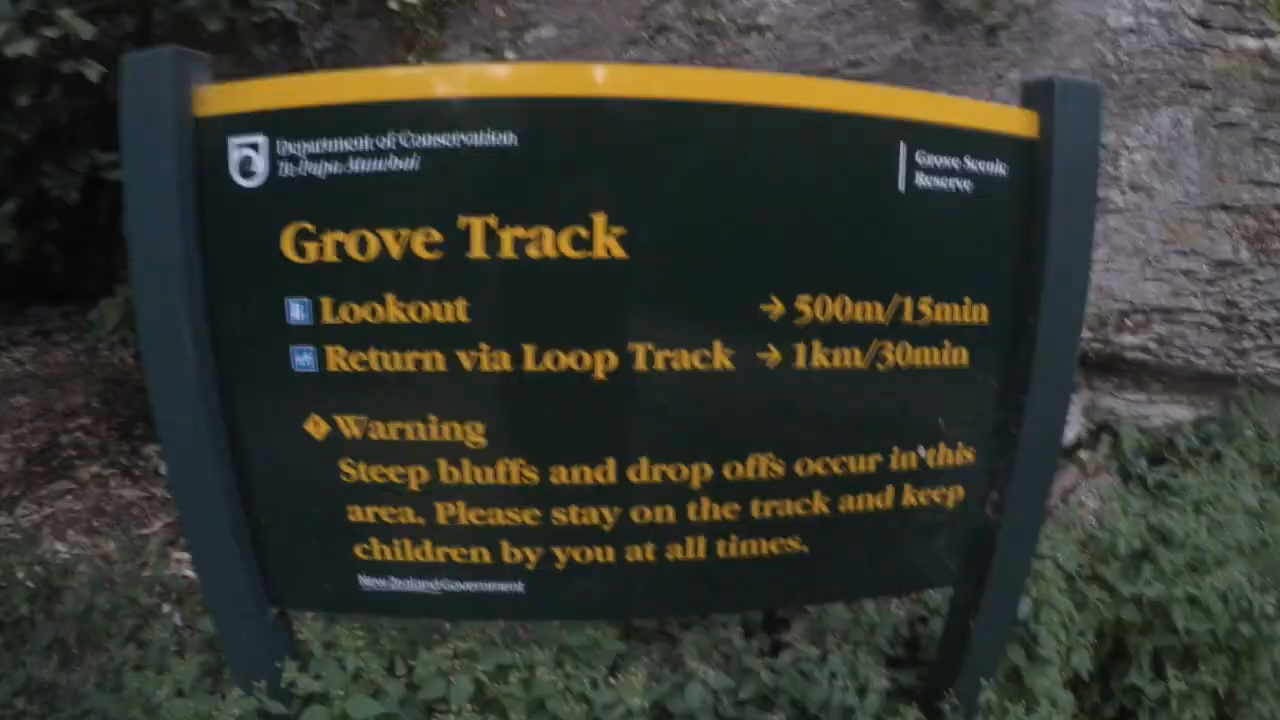 Department of Conservation
Te Papa Atawhai
Grove Scenic
Reserve
Grove Track
Lookout → 500m/15min
Return via Loop Track → 1km/30min
Warning
Steep bluffs and drop offs occur in this
area. Please stay on the track and keep
children by you at all times.
New Zealand Government